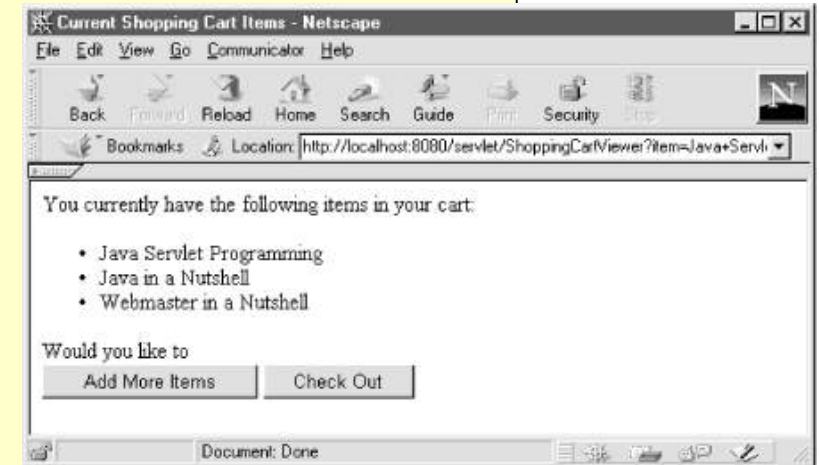 Current Shopping Cart Items - Netscape
File Edit View Go Communicator Help
Back Forward Reload Home Search Guide Print Security Stop
N
Bookmarks Location: http://localhost:8080/servlet/ShoppingCartViewer?item=Java+Servl
You currently have the following items in your cart:
• Java Servlet Programming
• Java in a Nutshell
• Webmaster in a Nutshell
Would you like to
Add More Items Check Out
Document: Done